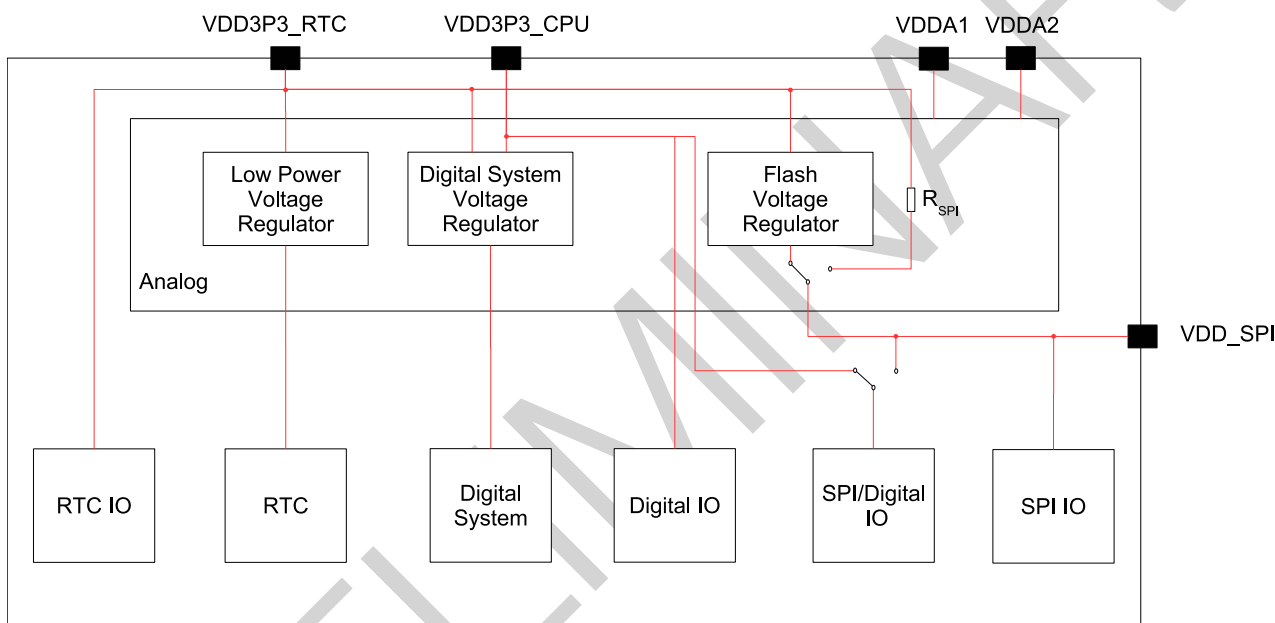 VDD3P3_RTC
VDD3P3_CPU
VDDA1
VDDA2
Low Power
Voltage
Regulator
Digital System
Voltage
Regulator
Flash
Voltage
Regulator
RSPI
Analog
VDD_SPI
RTC IO
RTC
Digital
System
Digital IO
SPI/Digital
IO
SPI IO